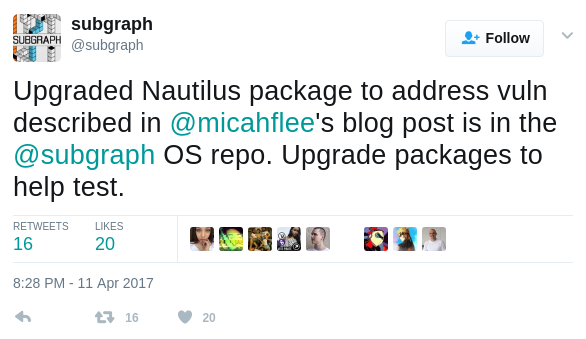 SUBGRAPH
subgraph
@subgraph
Follow
Upgraded Nautilus package to address vuln
described in @micahflee's blog post is in the
@subgraph OS repo. Upgrade packages to
help test.
RETWEETS LIKES
16 20
8:28 PM - 11 Apr 2017
16 20